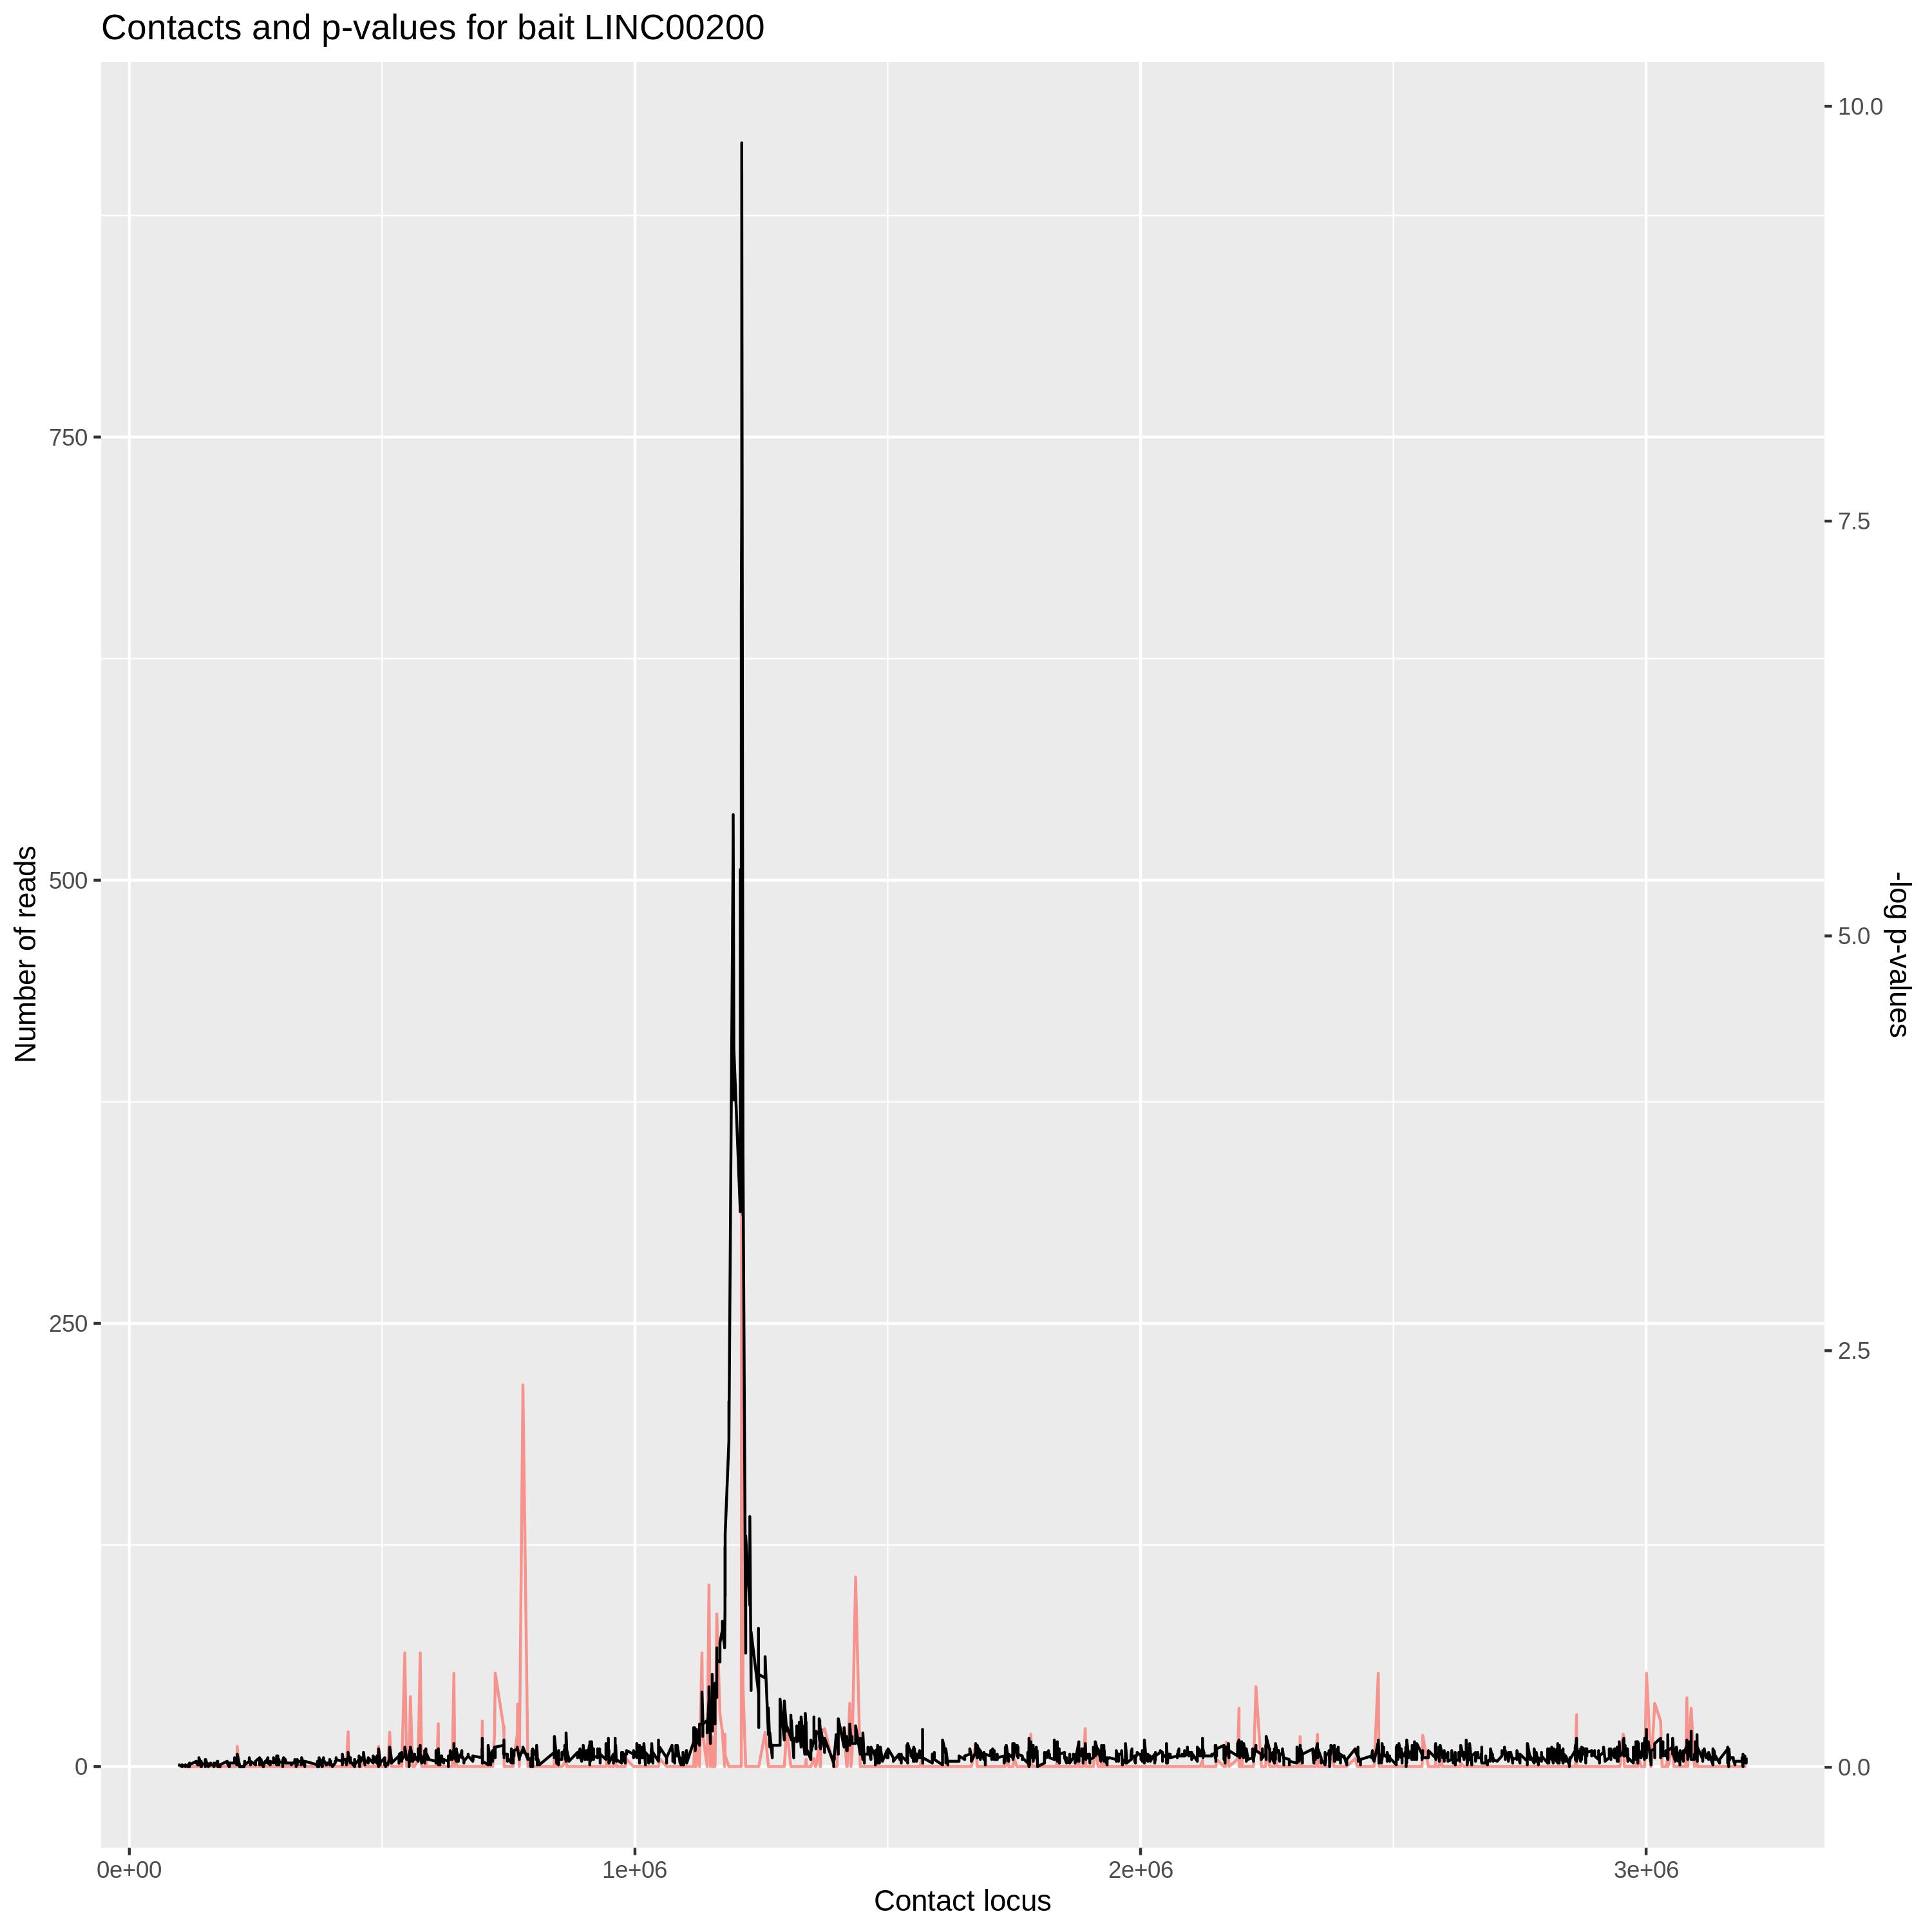 Contacts and p-values for bait LINC00200
10.0
750
7.5
500
5.0
Number of reads
-log p-values
250
2.5
0
0.0
0e+00
1e+06
2e+06
3e+06
Contact locus